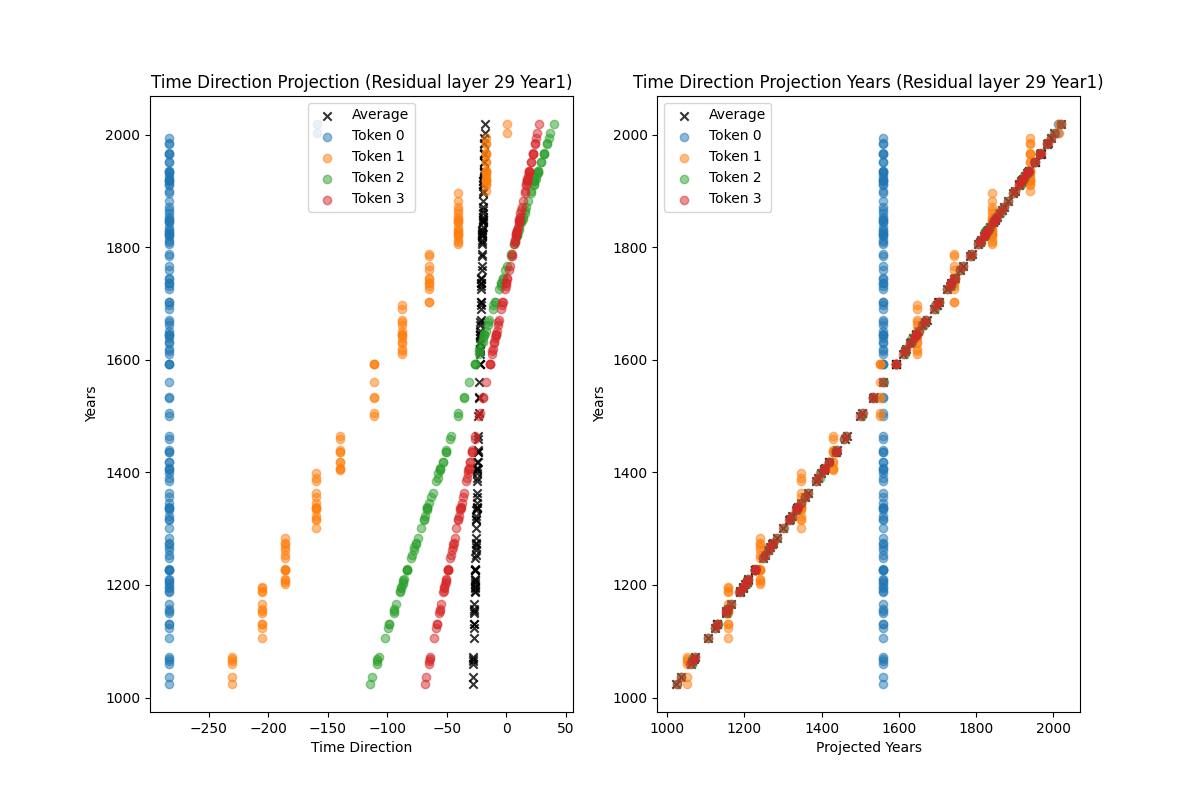 Time Direction Projection (Residual layer 29 Year1)
Average
Token 0
Token 1
Token 2
Token 3
2000
1800
1600
1400
1200
1000
Years
−250
−200
−150
−100
−50
0
50
Time Direction
Time Direction Projection Years (Residual layer 29 Year1)
Average
Token 0
Token 1
Token 2
Token 3
2000
1800
1600
1400
1200
1000
Years
1000
1200
1400
1600
1800
2000
Projected Years